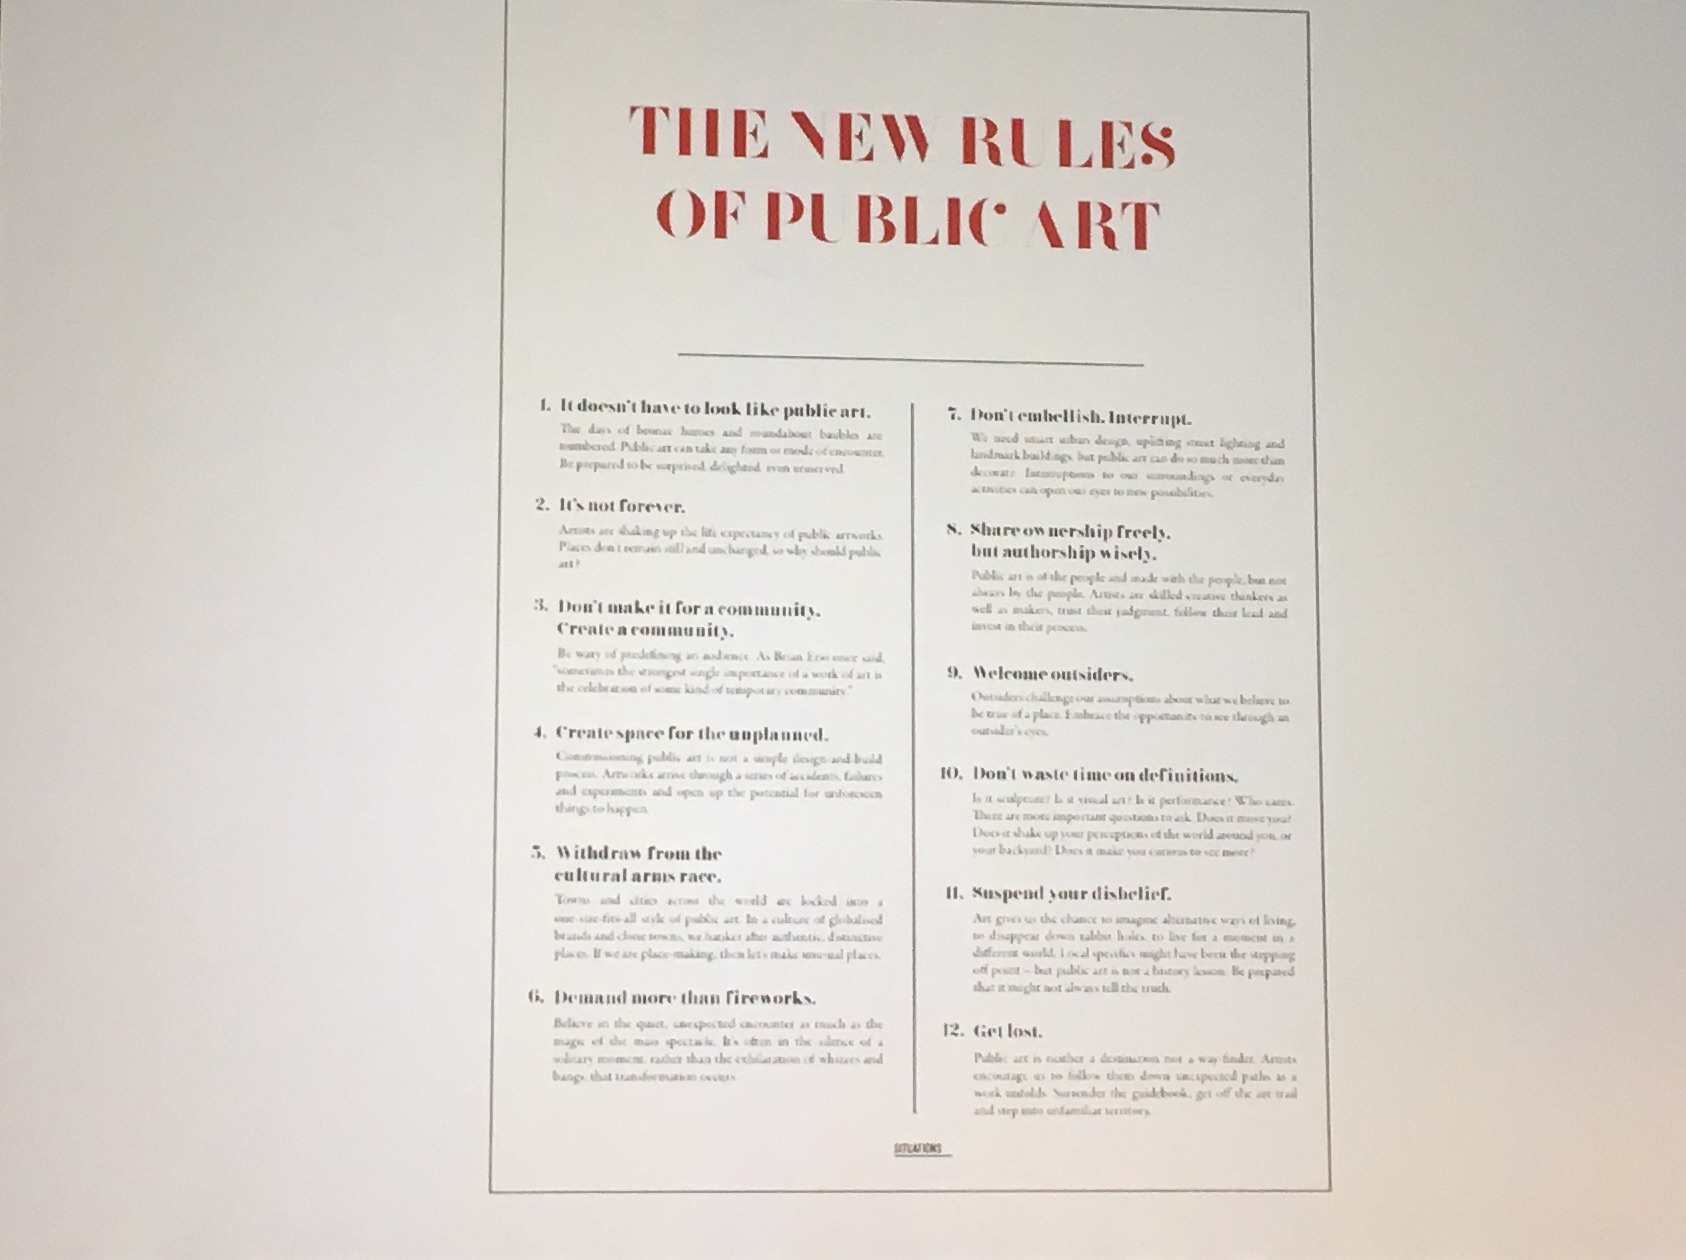 THE NEW RULES
OF PUBLIC ART
1. It doesn't have to look like public art.
The days of bronze heroes and roundabout baubles are
numbered. Public art can take any form or mode of encounter.
Be prepared to be surprised, delighted, even unnerved.
2. It's not forever.
Artists are shaking up the life expectancy of public artworks.
Places don't remain still and unchanged, so why should public
art?
3. Don't make it for a community.
Create a community.
Be wary of predefining an audience. As Brian Eno once said,
"sometimes the strongest single importance of a work of art is
the celebration of some kind of temporary community."
4. Create space for the unplanned.
Commissioning public art is not a simple design-and-build
process. Artworks arrive through a series of accidents, failures
and experiments and open up the potential for unforeseen
things to happen.
5. Withdraw from the
cultural arms race.
Towns and cities across the world are locked into a
one-size-fits-all style of public art. In a culture of globalised
brands and clone towns, we hanker after authentic, distinctive
places. If we are place-making, then let's make unusual places.
6. Demand more than fireworks.
Believe in the quiet, unexpected encounter as much as the
magic of the mass spectacle. It's often in the silence of a
solitary moment, rather than the exhilaration of whizzes and
bangs, that transformation occurs.
7. Don't embellish. Interrupt.
We need smart urban design, uplifting street lighting and
landmark buildings, but public art can do so much more than
decorate. Interruptions to our surroundings or everyday
activities can open our eyes to new possibilities.
8. Share ownership freely,
but authorship wisely.
Public art is of the people and made with the people, but not
always by the people. Artists are skilled creative thinkers as
well as makers, trust their judgment, follow their lead and
invest in their process.
9. Welcome outsiders.
Outsiders challenge our assumptions about what we believe to
be true of a place. Embrace the opportunity to see through an
outsider's eyes.
10. Don't waste time on definitions.
Is it sculpture? Is it visual art? Is it performance? Who cares.
There are more important questions to ask. Does it move you?
Does it shake up your perceptions of the world around you, or
your backyard? Does it make you curious to see more?
11. Suspend your disbelief.
Art gives us the chance to imagine alternative ways of living,
to disappear down rabbit holes, to live for a moment in a
different world. Local specifics might have been the stepping
off point – but public art is not a history lesson. Be prepared
that it might not always tell the truth.
12. Get lost.
Public art is neither a destination nor a way-finder. Artists
encourage us to follow them down unexpected paths as a
work unfolds. Surrender the guidebook, get off the art trail
and step into unfamiliar territory.
SITUATIONS